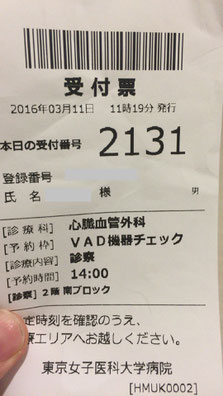 受付票
2016年03月11日 11時19分 発行
本日の受付番号 2131
登録番号
氏 名 様 男
[診 療 科] 心臓血管外科
[予 約 枠] VAD機器チェック
[診療内容] 診察
[予約時間] 14:00
[診察] 2階 南ブロック
定時刻を確認のうえ、
エリアへお越しください。
東京女子医科大学病院
[HMUK0002]